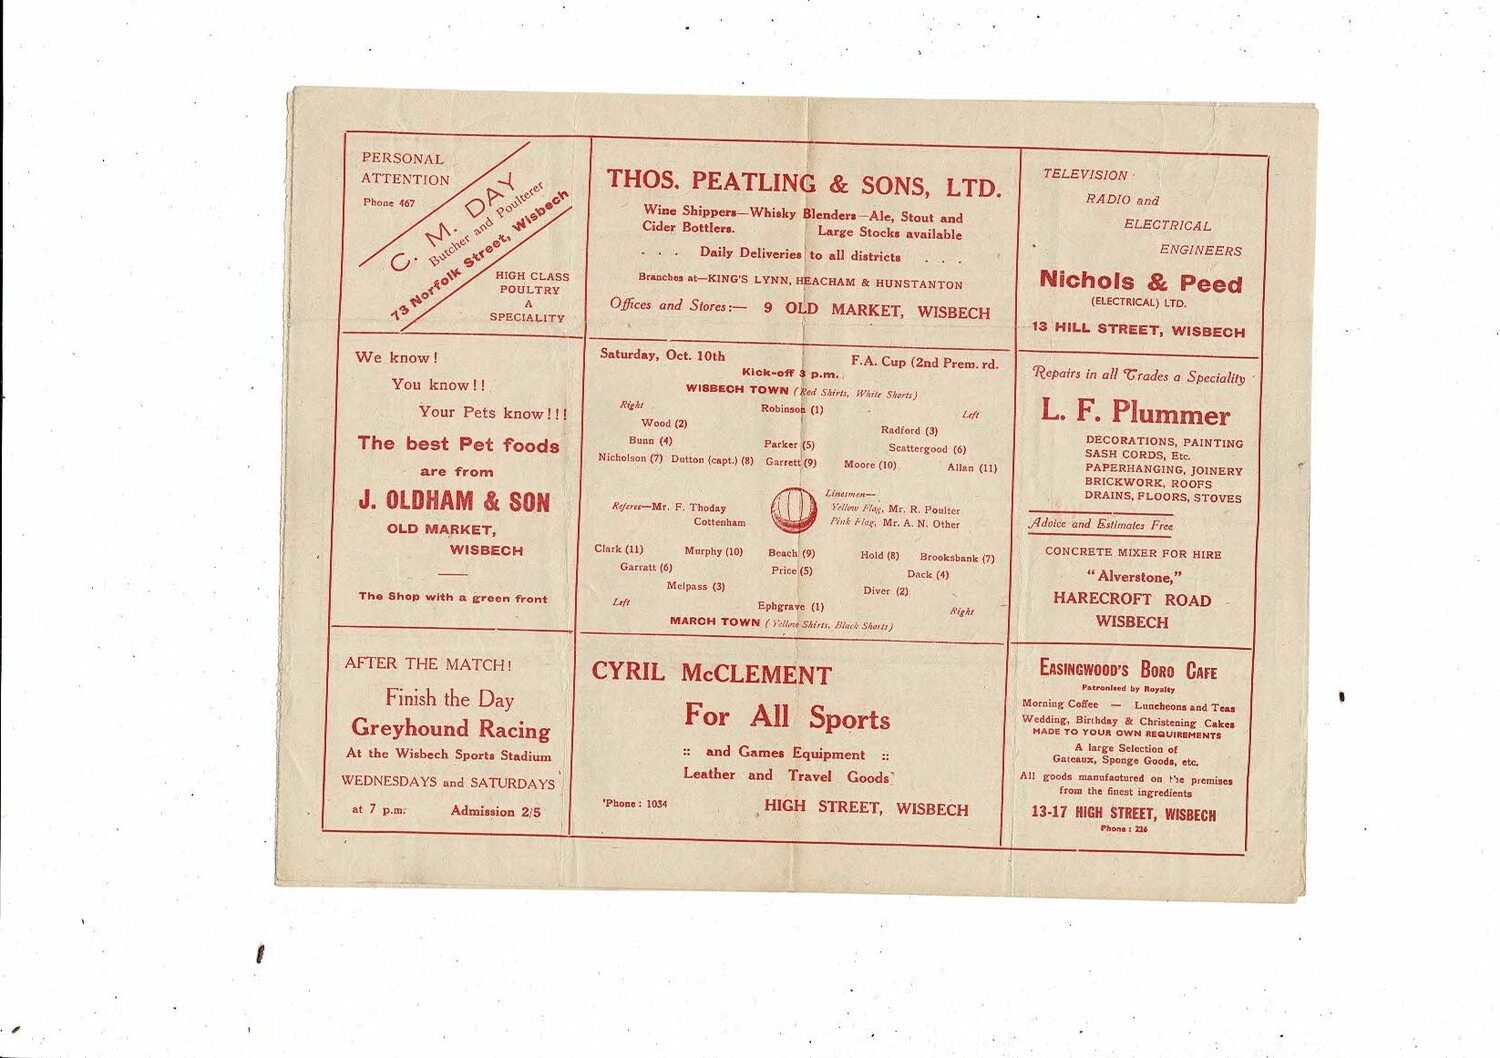 PERSONAL
ATTENTION
Phone 467
C. M. DAY
Butcher and Poulterer
73 Norfolk Street, Wisbech
HIGH CLASS
POULTRY
A
SPECIALITY
THOS. PEATLING & SONS, LTD.
Wine Shippers—Whisky Blenders—Ale, Stout and
Cider Bottlers. Large Stocks available
. . . Daily Deliveries to all districts . . .
Branches at—KING'S LYNN, HEACHAM & HUNSTANTON
Offices and Stores:— 9 OLD MARKET, WISBECH
TELEVISION
RADIO and
ELECTRICAL
ENGINEERS
Nichols & Peed
(ELECTRICAL) LTD.
13 HILL STREET, WISBECH
We know!
You know!!
Your Pets know!!!
The best Pet foods
are from
J. OLDHAM & SON
OLD MARKET,
WISBECH
The Shop with a green front
Saturday, Oct. 10th F.A. Cup (2nd Prem. rd.
Kick-off 3 p.m.
WISBECH TOWN (Red Shirts, White Shorts)
Right Robinson (1) Left
Wood (2) Radford (3)
Bunn (4) Parker (5) Scattergood (6)
Nicholson (7) Dutton (capt.) (8) Garrett (9) Moore (10) Allan (11)
Referee—Mr. F. Thoday
Cottenham
Linesmen—
Yellow Flag, Mr. R. Poulter
Pink Flag, Mr. A. N. Other
Clark (11) Murphy (10) Beach (9) Hold (8) Brooksbank (7)
Garratt (6) Price (5) Dack (4)
Melpass (3) Diver (2)
Left Ephgrave (1) Right
MARCH TOWN (Yellow Shirts, Black Shorts)
Repairs in all Trades a Speciality
L. F. Plummer
DECORATIONS, PAINTING
SASH CORDS, Etc.
PAPERHANGING, JOINERY
BRICKWORK, ROOFS
DRAINS, FLOORS, STOVES
Advice and Estimates Free
CONCRETE MIXER FOR HIRE
"Alverstone,"
HARECROFT ROAD
WISBECH
AFTER THE MATCH!
Finish the Day
Greyhound Racing
At the Wisbech Sports Stadium
WEDNESDAYS and SATURDAYS
at 7 p.m. Admission 2/5
CYRIL McCLEMENT
For All Sports
:: and Games Equipment ::
Leather and Travel Goods
'Phone : 1034 HIGH STREET, WISBECH
EASINGWOOD'S BORO CAFE
Patronised by Royalty
Morning Coffee — Luncheons and Teas
Wedding, Birthday & Christening Cakes
MADE TO YOUR OWN REQUIREMENTS
A large Selection of
Gateaux, Sponge Goods, etc.
All goods manufactured on the premises
from the finest ingredients
13-17 HIGH STREET, WISBECH
Phone : 226